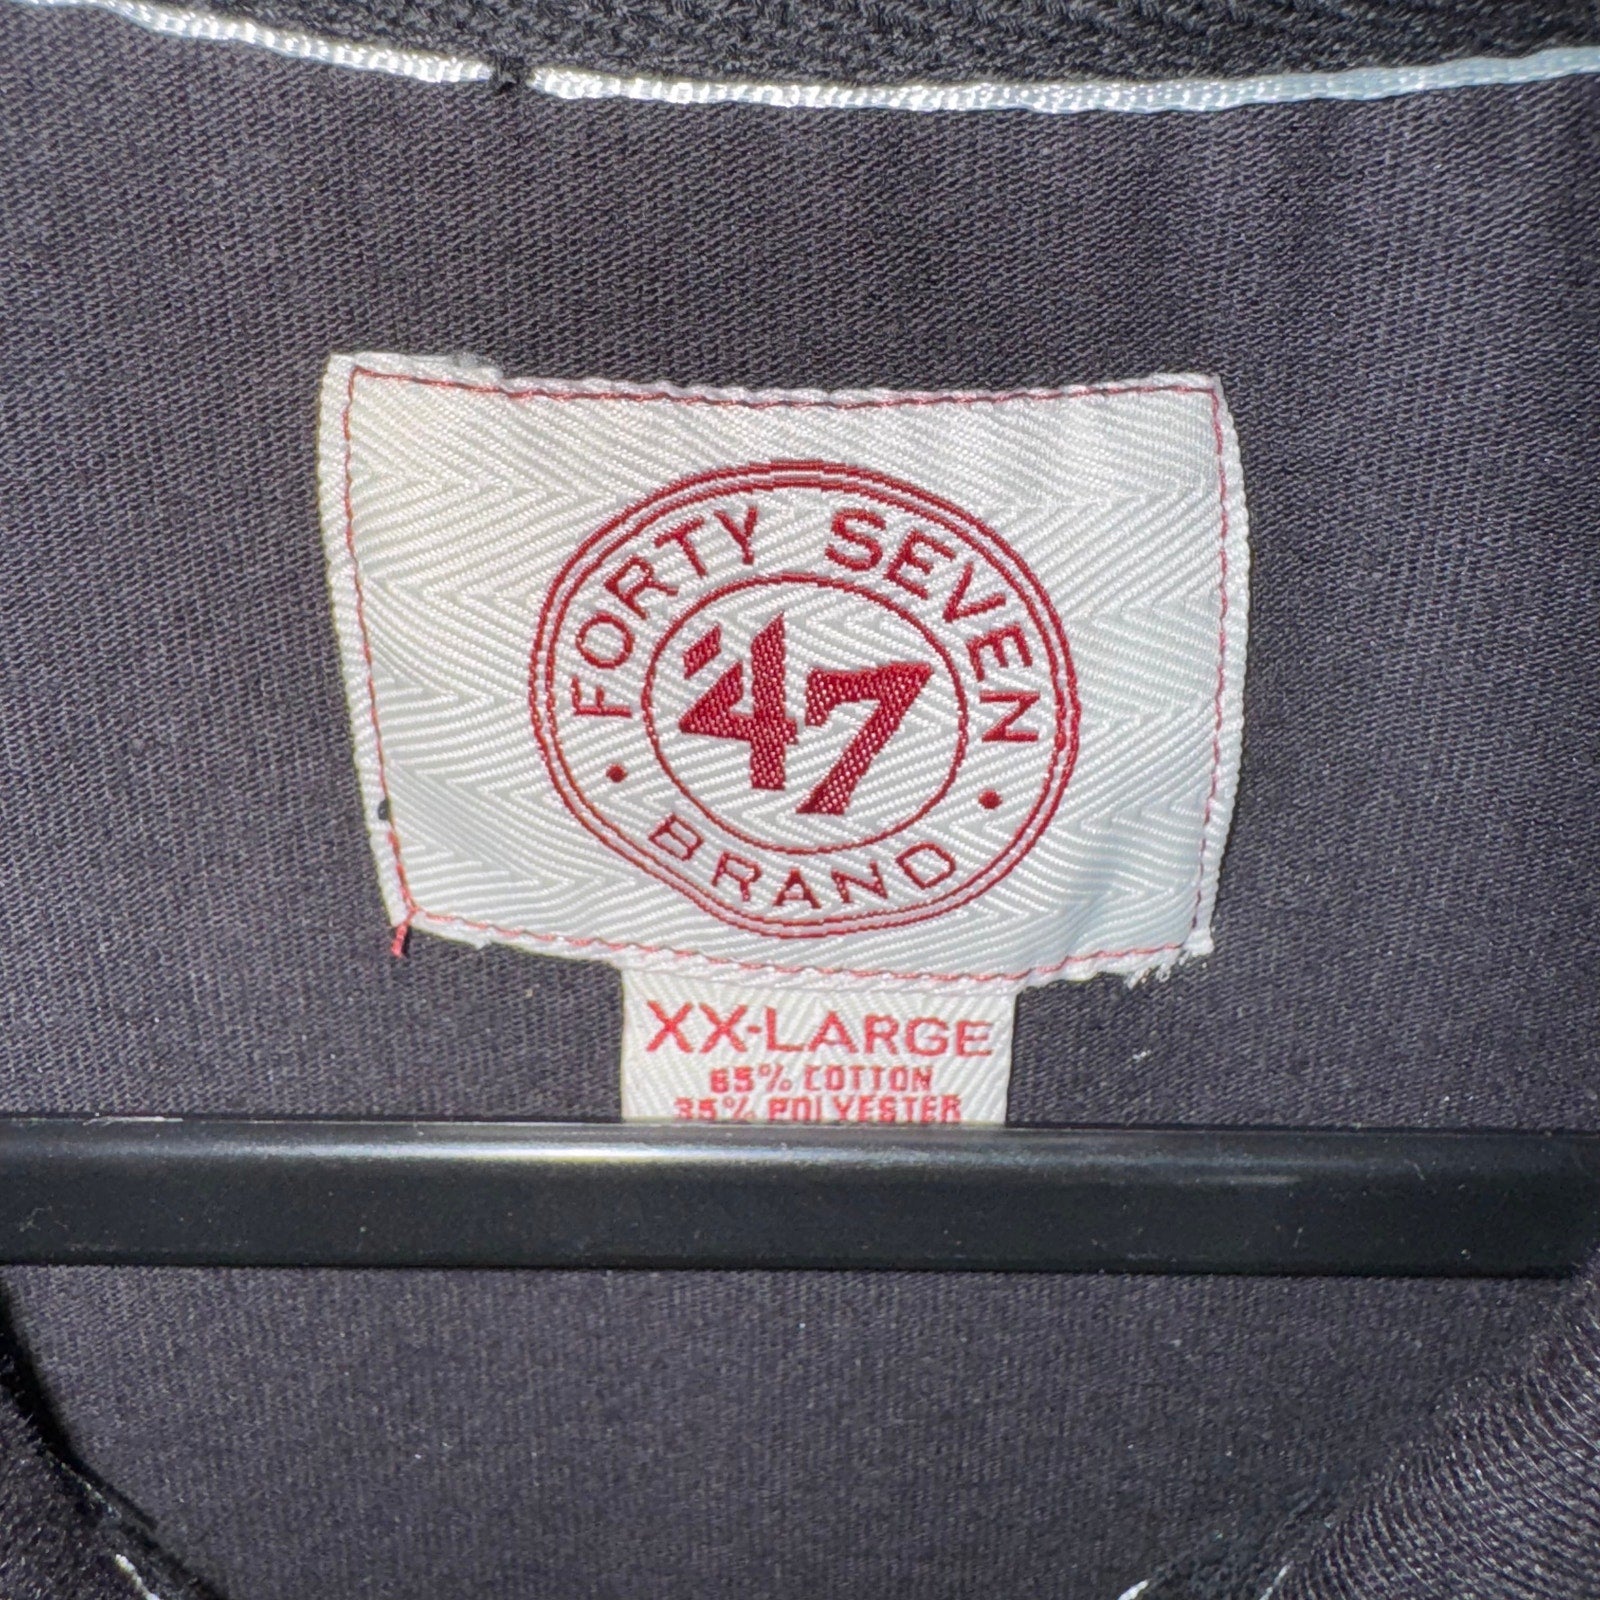 FORTY SEVEN
47
BRAND
XX-LARGE
65% COTTON
35% POLYESTER